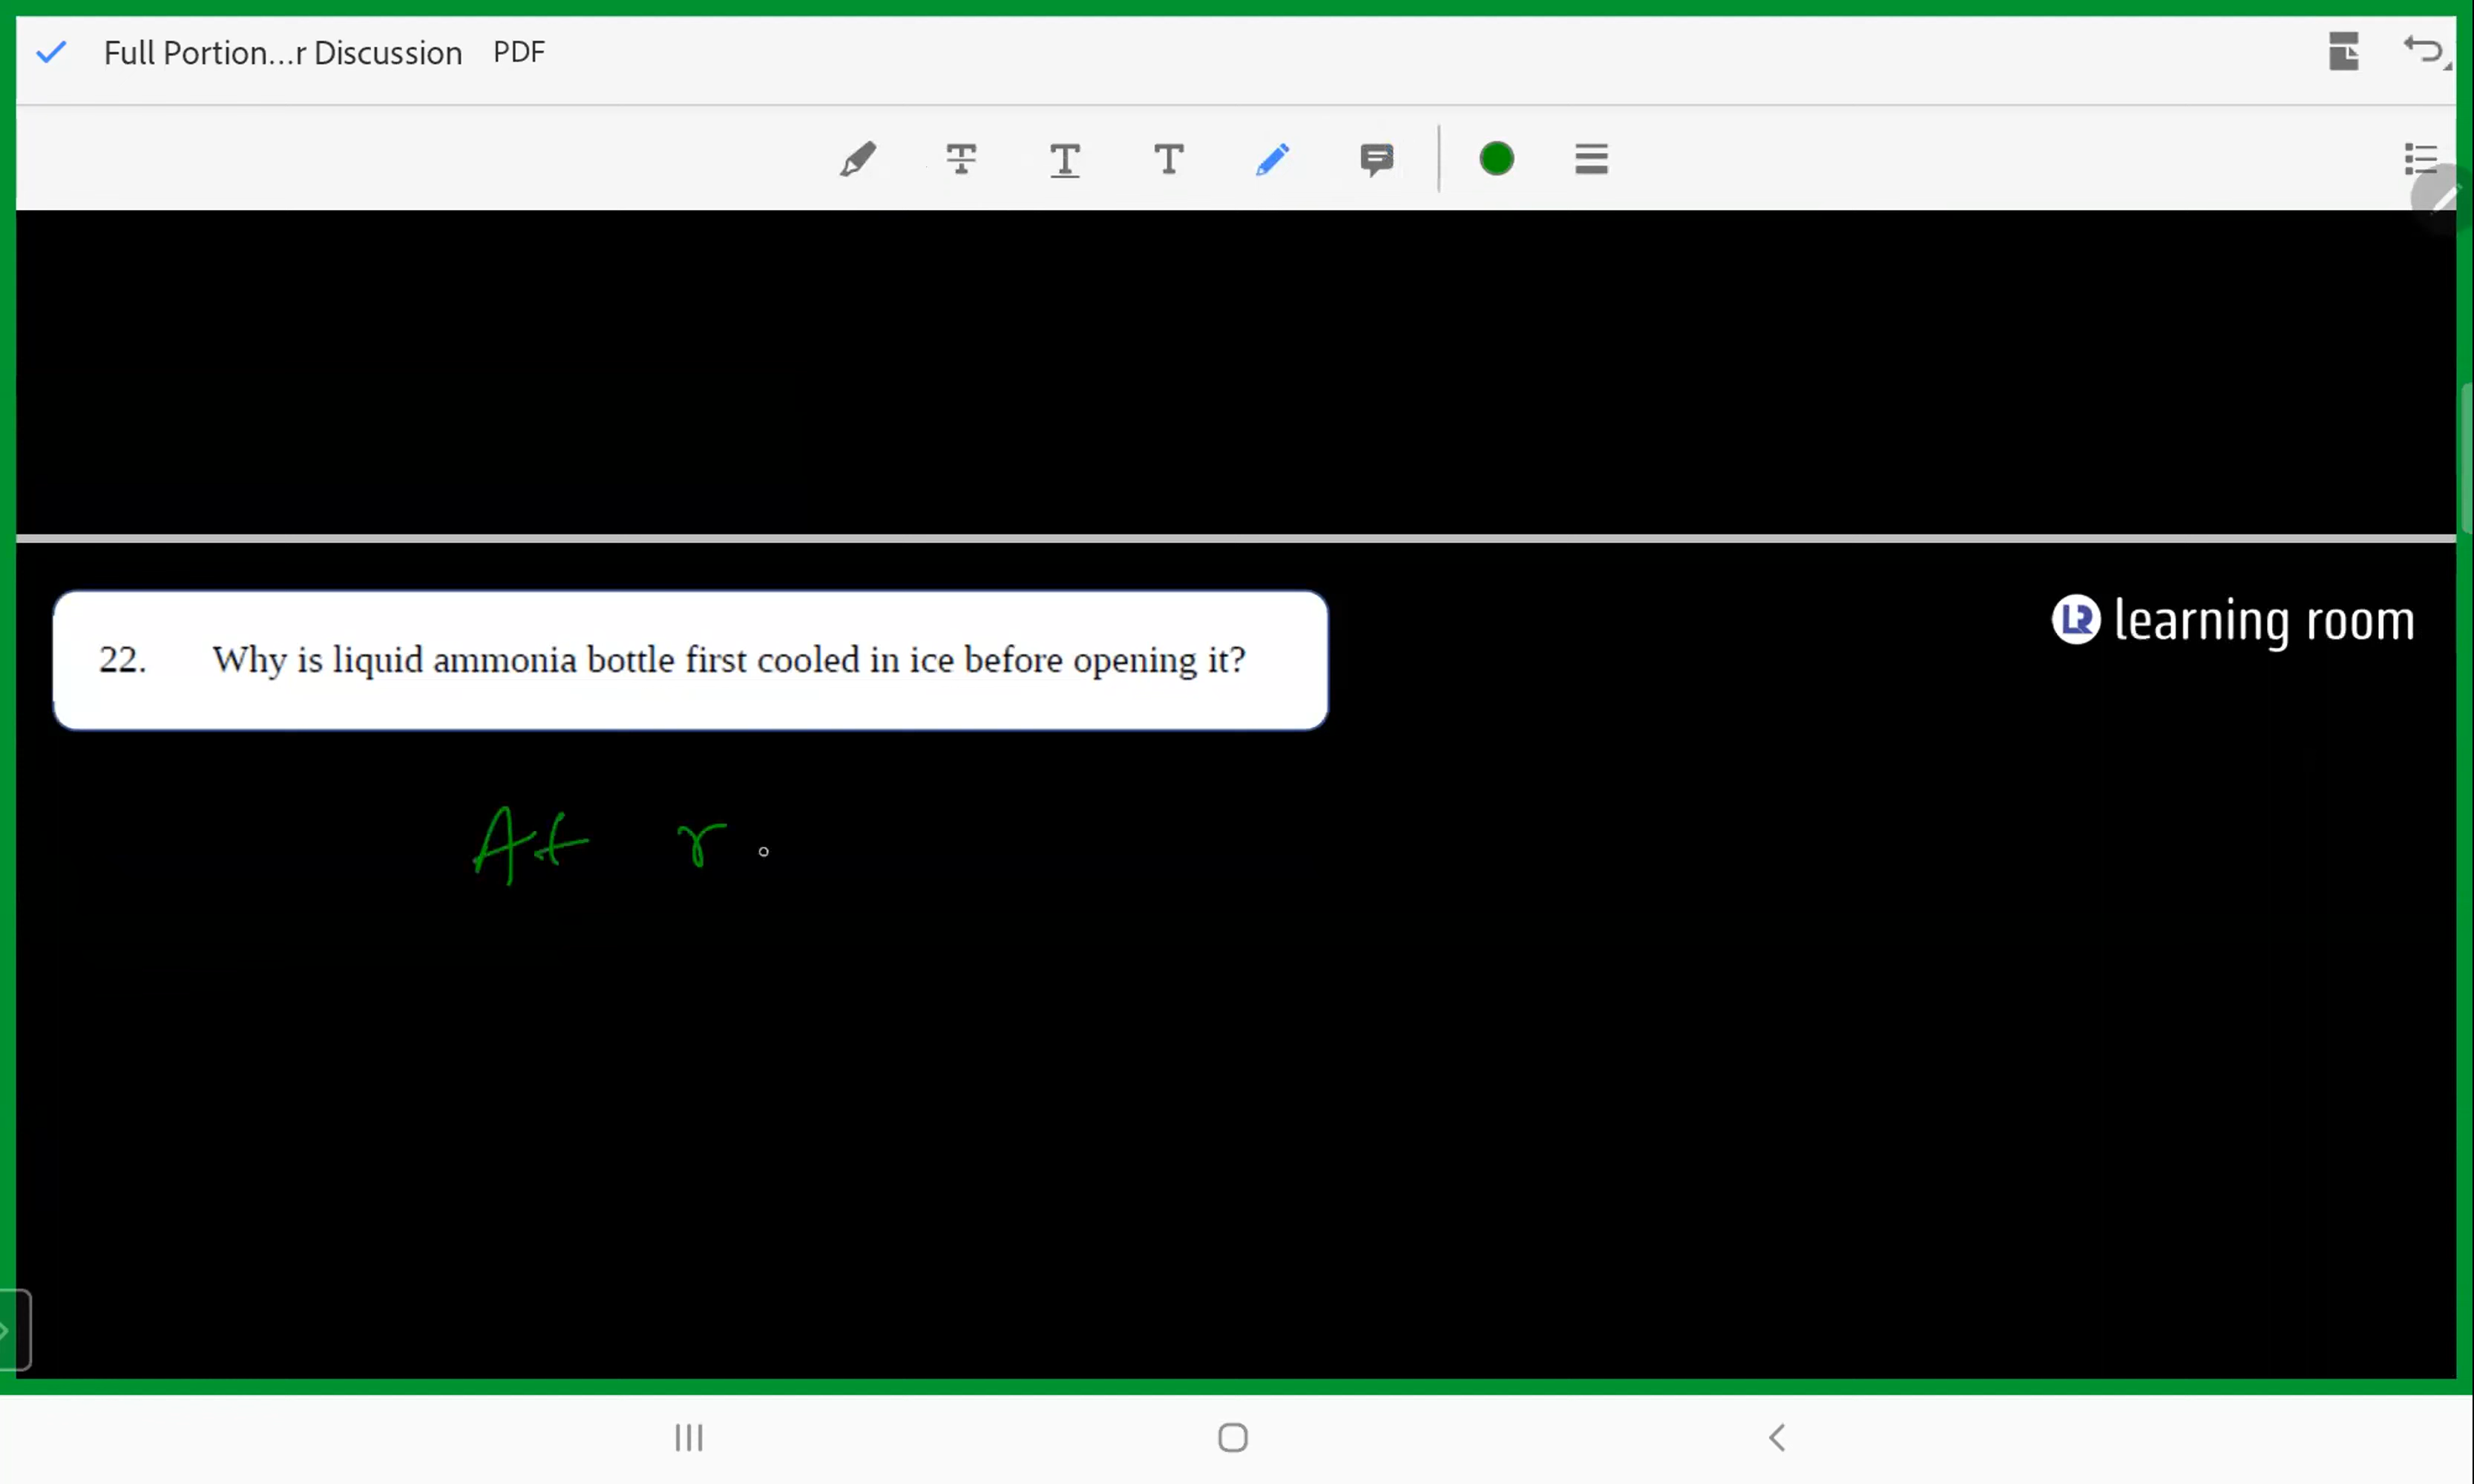 Full Portion...r Discussion PDF
learning room
22. Why is liquid ammonia bottle first cooled in ice before opening it?
At r